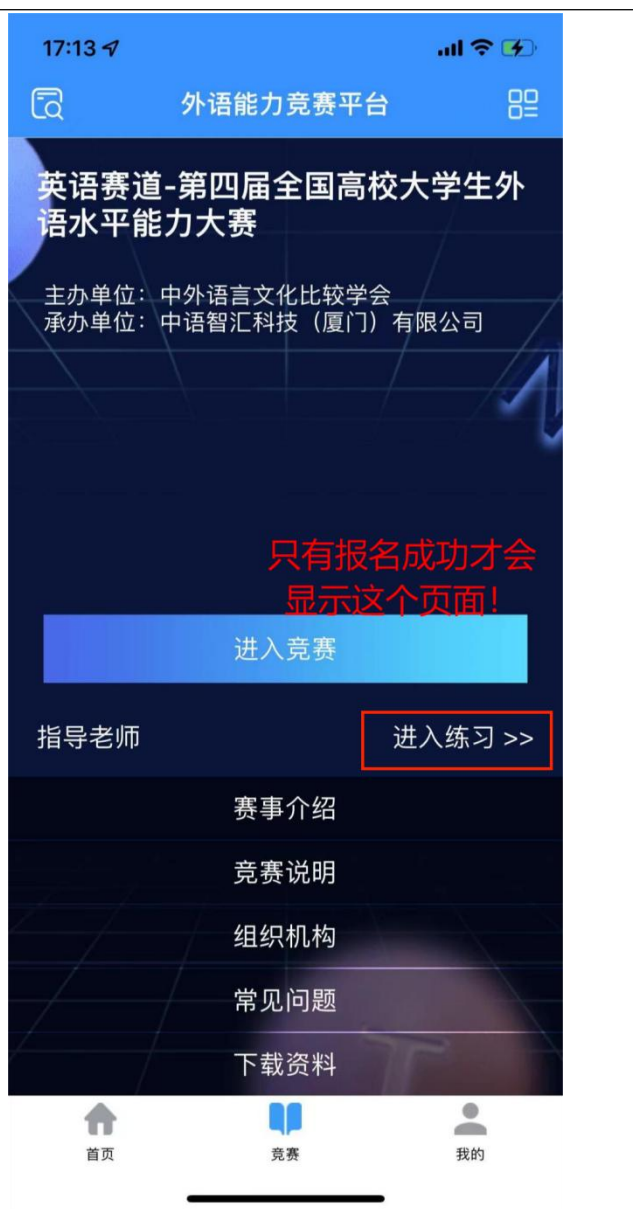 17:13
外语能力竞赛平台
英语赛道-第四届全国高校大学生外
语水平能力大赛
主办单位：中外语言文化比较学会
承办单位：中语智汇科技（厦门）有限公司
只有报名成功才会
显示这个页面！
进入竞赛
指导老师
进入练习 >>
赛事介绍
竞赛说明
组织机构
常见问题
下载资料
首页
竞赛
我的